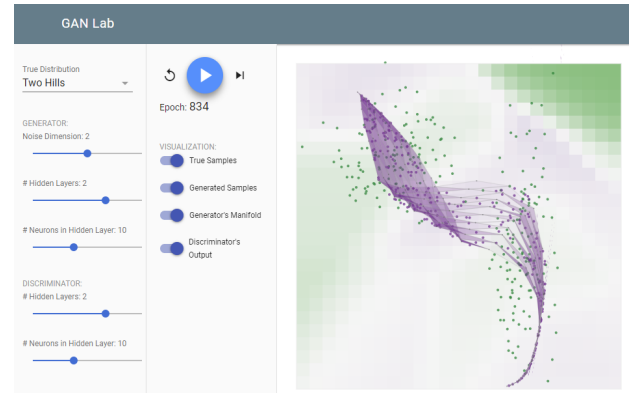 GAN Lab
True Distribution
Two Hills
GENERATOR:
Noise Dimension: 2
# Hidden Layers: 2
# Neurons in Hidden Layer: 10
DISCRIMINATOR:
# Hidden Layers: 2
# Neurons in Hidden Layer: 10
Epoch: 834
VISUALIZATION:
True Samples
Generated Samples
Generator's Manifold
Discriminator's
Output